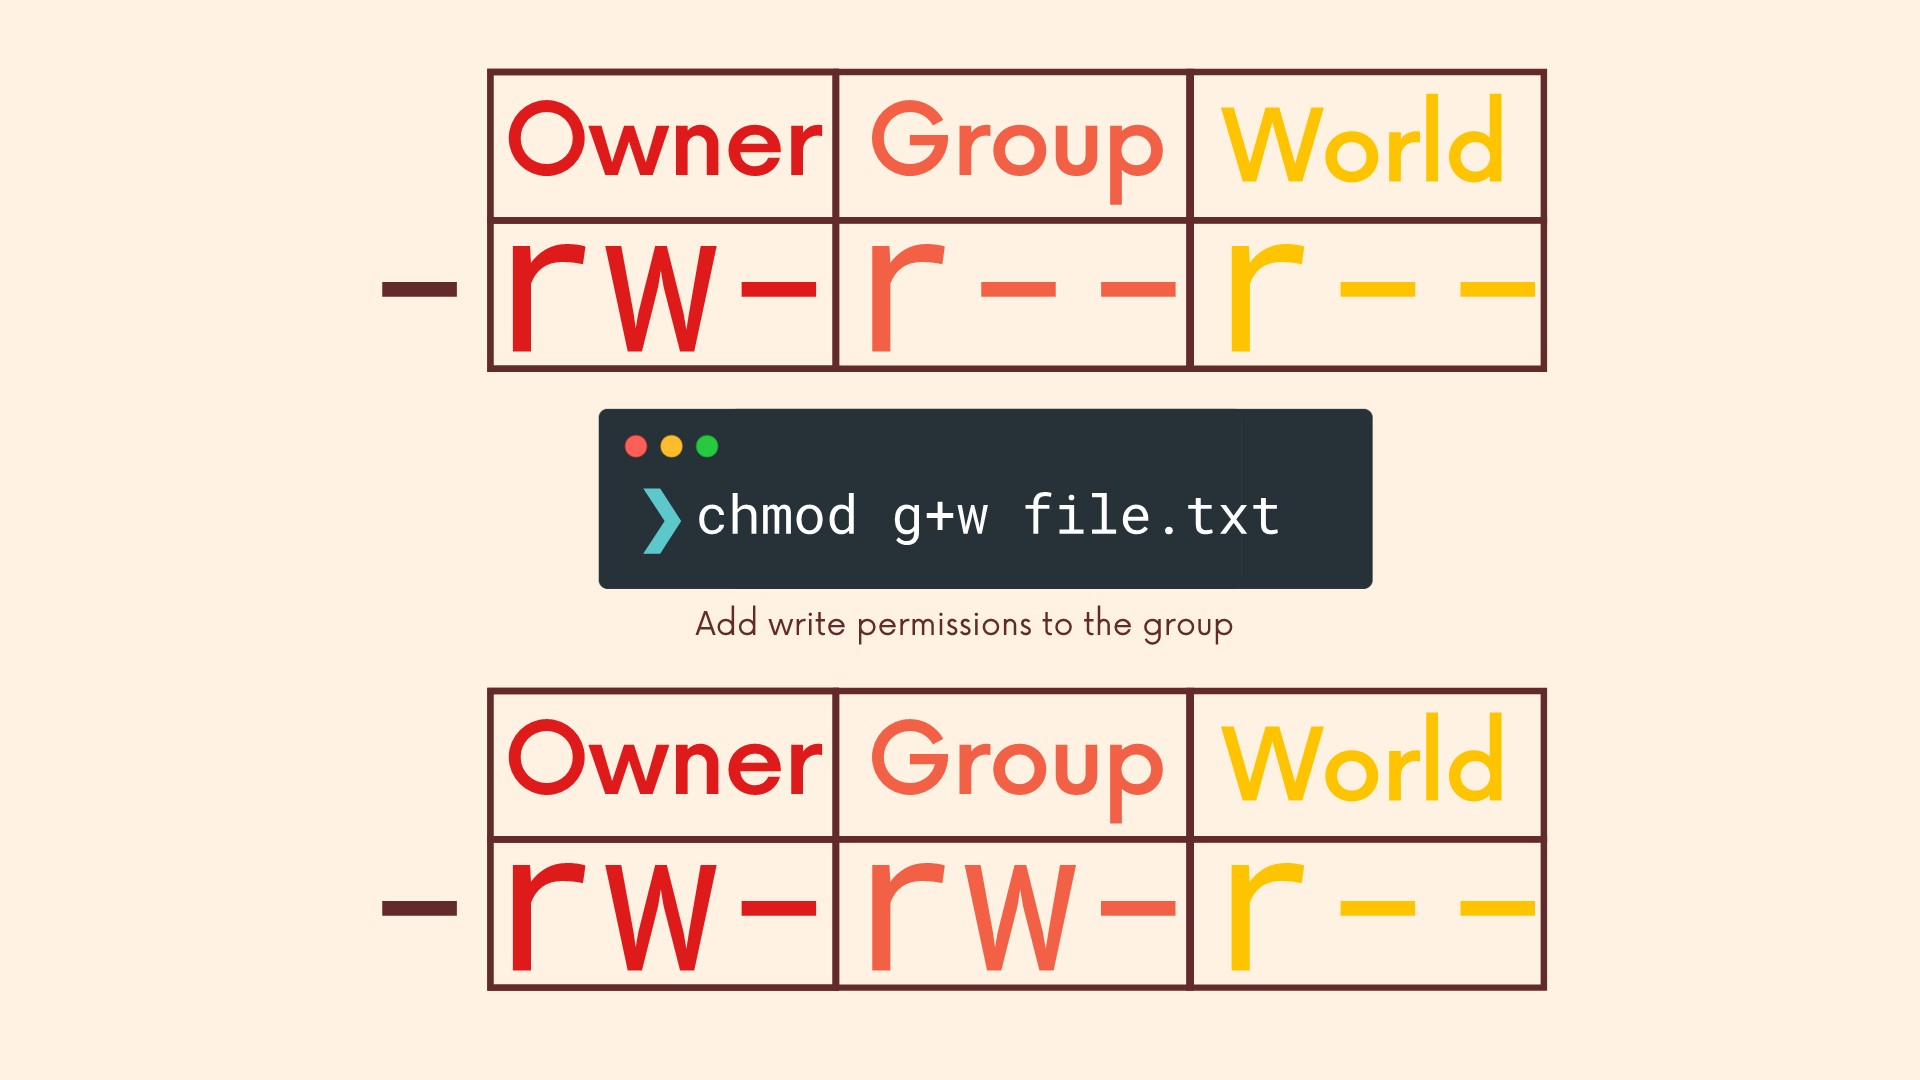 Owner Group World
- rw- r-- r--
❯ chmod g+w file.txt
Add write permissions to the group
Owner Group World
- rw- rw- r--